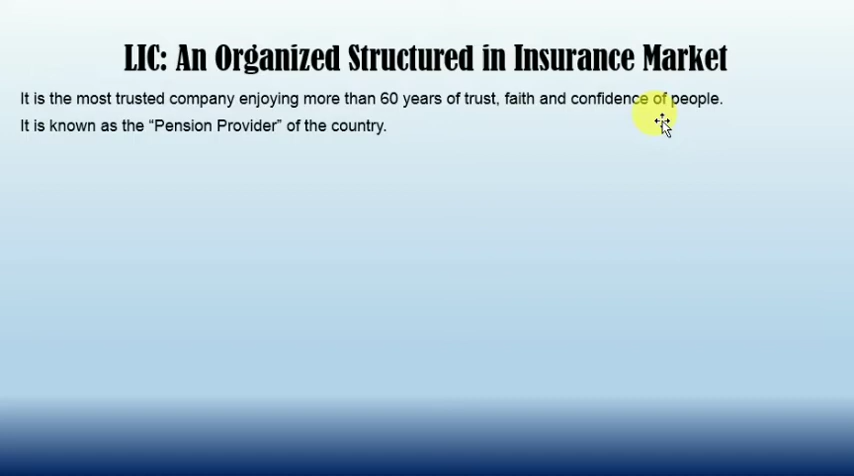 LIC: An Organized Structured in Insurance Market
It is the most trusted company enjoying more than 60 years of trust, faith and confidence of people.
It is known as the “Pension Provider” of the country.